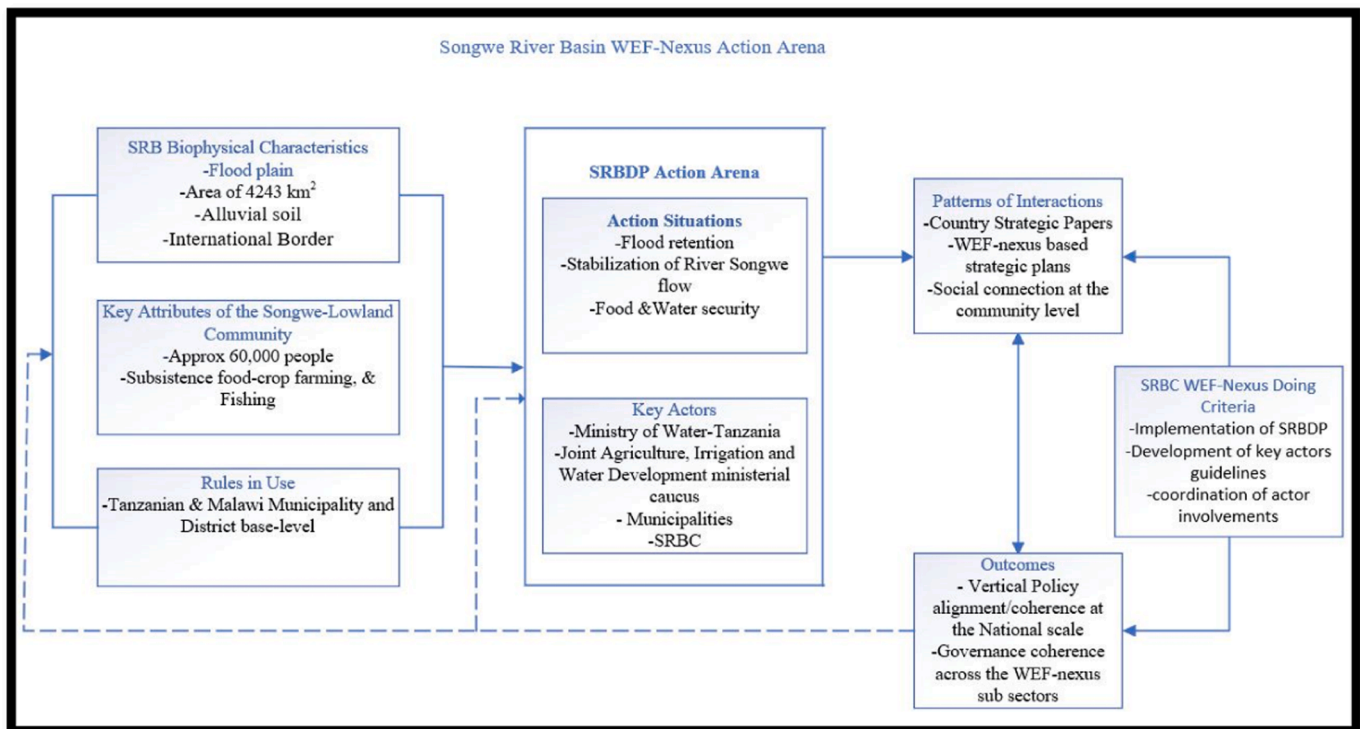 Songwe River Basin WEF-Nexus Action Arena
SRB Biophysical Characteristics
-Flood plain
-Area of 4243 km²
-Alluvial soil
-International Border
Key Attributes of the Songwe-Lowland
Community
-Approx 60,000 people
-Subsistence food-crop farming, &
Fishing
Rules in Use
-Tanzanian & Malawi Municipality and
District base-level
SRBDP Action Arena
Action Situations
-Flood retention
-Stabilization of River Songwe
flow
-Food &Water security
Key Actors
-Ministry of Water-Tanzania
-Joint Agriculture, Irrigation and
Water Development ministerial
caucus
- Municipalities
-SRBC
Patterns of Interactions
-Country Strategic Papers
-WEF-nexus based
strategic plans
-Social connection at the
community level
SRBC WEF-Nexus Doing
Criteria
-Implementation of SRBDP
-Development of key actors
guidelines
-coordination of actor
involvements
Outcomes
- Vertical Policy
alignment/coherence at
the National scale
-Governance coherence
across the WEF-nexus
sub sectors